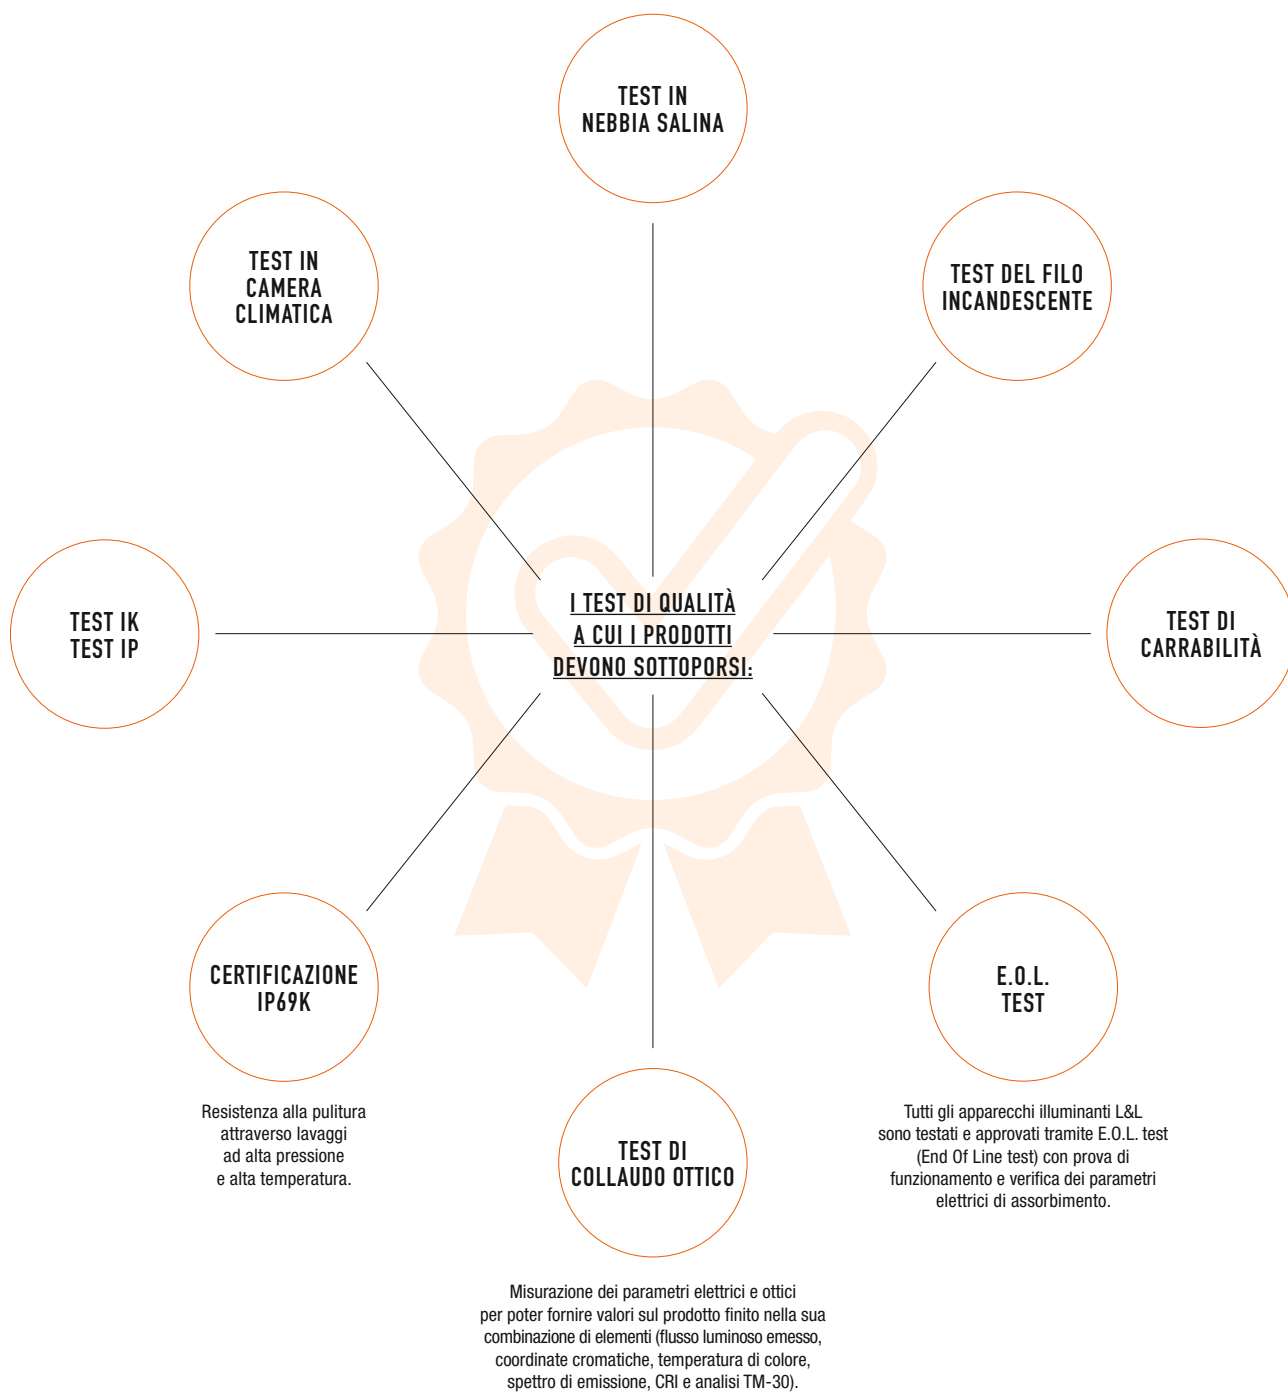 TEST IN
NEBBIA SALINA
TEST IN
CAMERA
CLIMATICA
TEST DEL FILO
INCANDESCENTE
TEST IK
TEST IP
I TEST DI QUALITÀ
A CUI I PRODOTTI
DEVONO SOTTOPORSI:
TEST DI
CARRABILITÀ
CERTIFICAZIONE
IP69K
Resistenza alla pulitura
attraverso lavaggi
ad alta pressione
e alta temperatura.
TEST DI
COLLAUDO OTTICO
Misurazione dei parametri elettrici e ottici
per poter fornire valori sul prodotto finito nella sua
combinazione di elementi (flusso luminoso emesso,
coordinate cromatiche, temperatura di colore,
spettro di emissione, CRI e analisi TM-30).
E.O.L.
TEST
Tutti gli apparecchi illuminanti L&L
sono testati e approvati tramite E.O.L. test
(End Of Line test) con prova di
funzionamento e verifica dei parametri
elettrici di assorbimento.